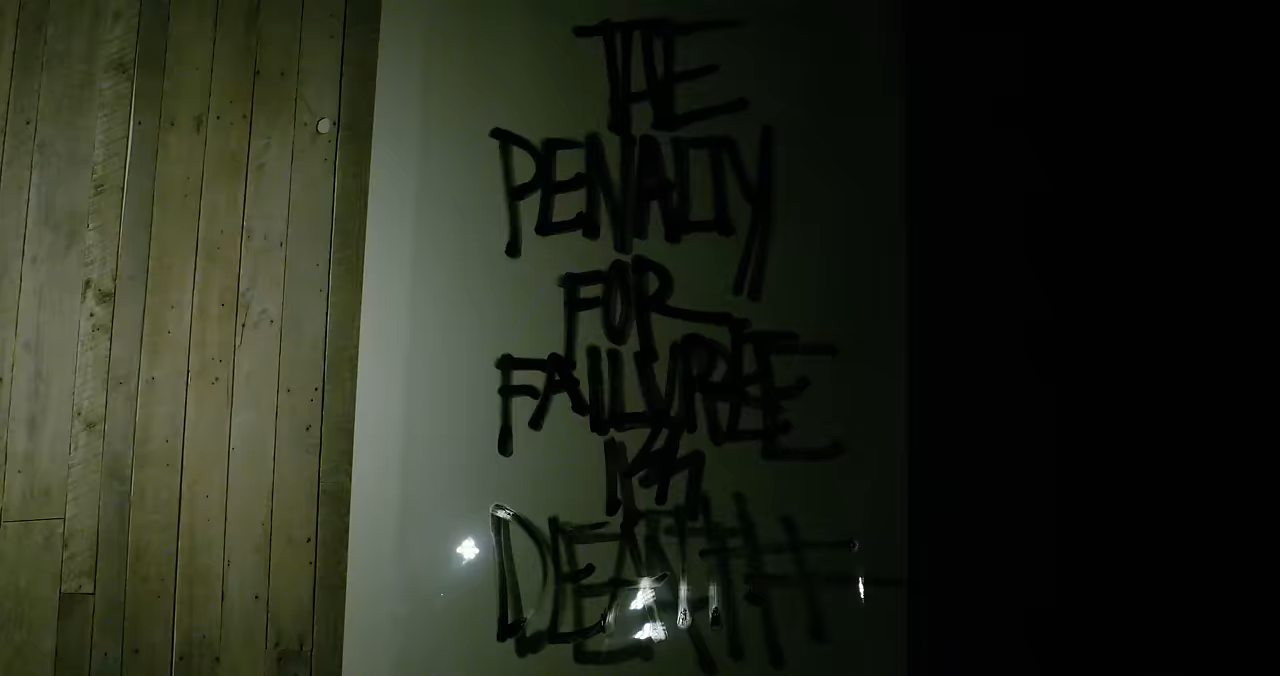 THE
PENALTY
FOR
FAILURE
IS
DEATH